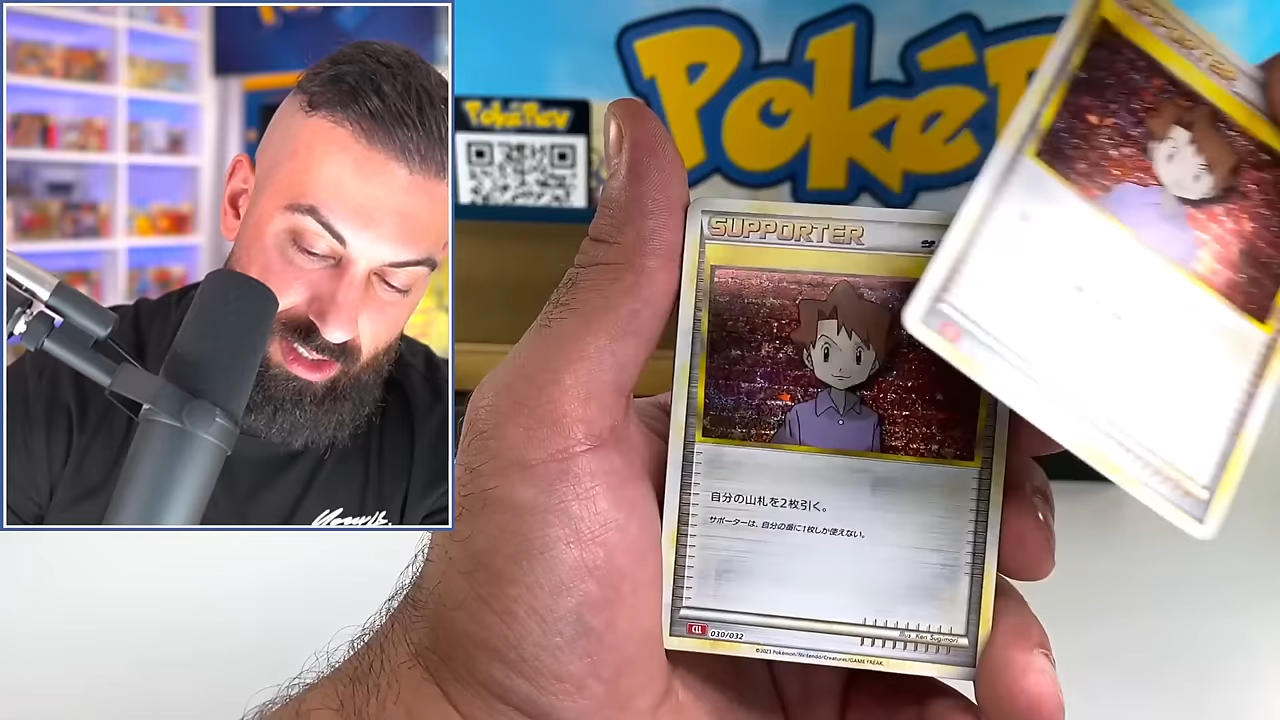 PokéRev
Poké
SUPPORTER
自分の山札を2枚引く。
サポーターは、自分の番に1枚しか使えない。
Illus. Ken Sugimori
CLL 030/032
©2023 Pokémon/Nintendo/Creatures/GAME FREAK.